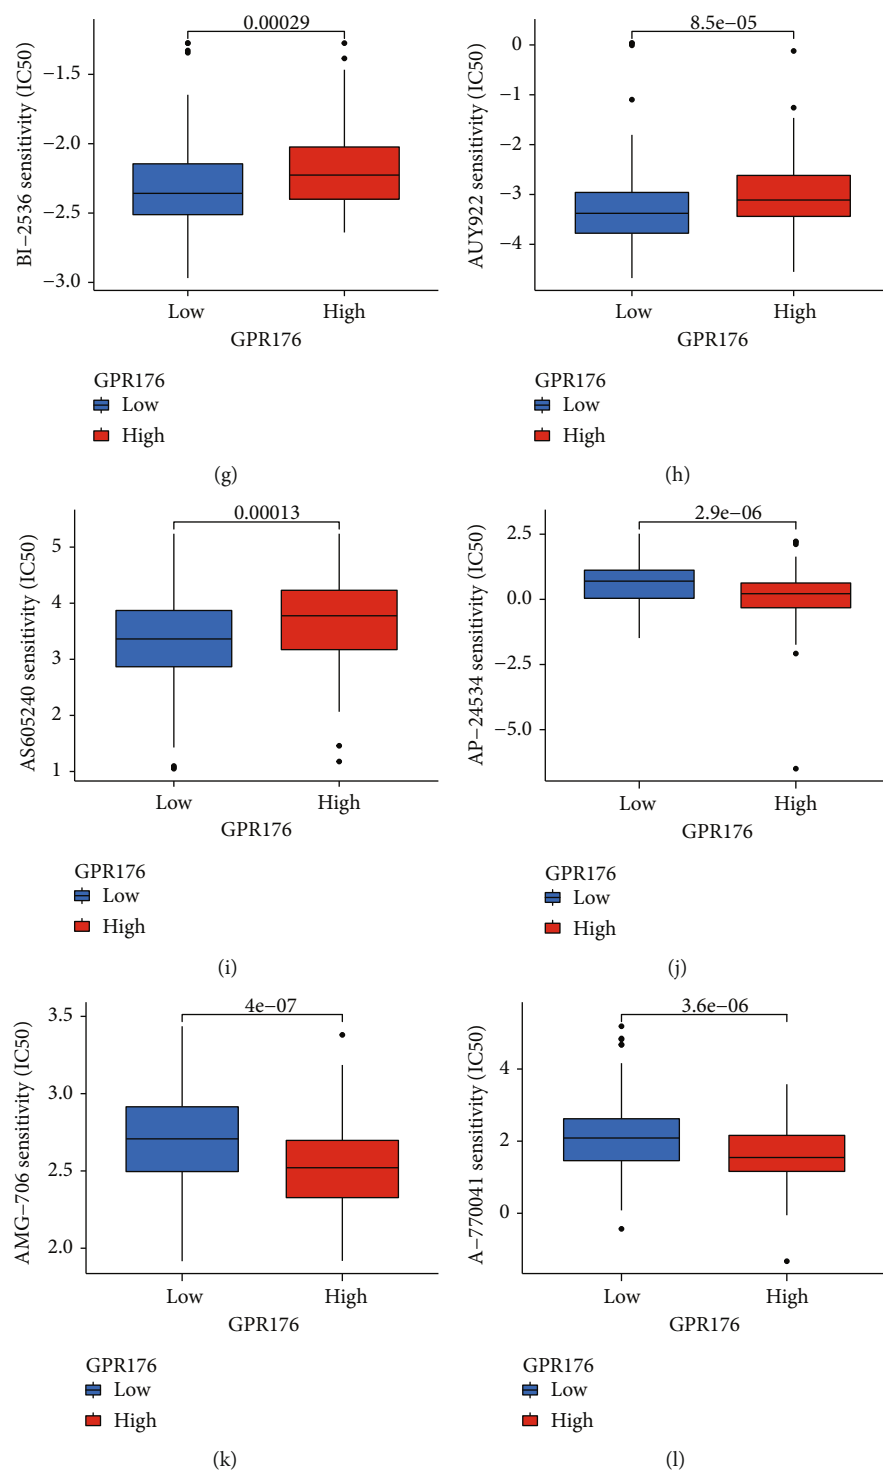 0.00029
BI−2536 sensitivity (IC50)
−1.5
−2.0
−2.5
−3.0
Low High
GPR176
GPR176
Low
High
(g)
8.5e−05
AUY922 sensitivity (IC50)
0
−1
−2
−3
−4
Low High
GPR176
GPR176
Low
High
(h)
0.00013
AS605240 sensitivity (IC50)
5
4
3
2
1
Low High
GPR176
GPR176
Low
High
(i)
2.9e−06
AP−24534 sensitivity (IC50)
2.5
0.0
−2.5
−5.0
Low High
GPR176
GPR176
Low
High
(j)
4e−07
AMG−706 sensitivity (IC50)
3.5
3.0
2.5
2.0
Low High
GPR176
GPR176
Low
High
(k)
3.6e−06
A−770041 sensitivity (IC50)
4
2
0
Low High
GPR176
GPR176
Low
High
(l)